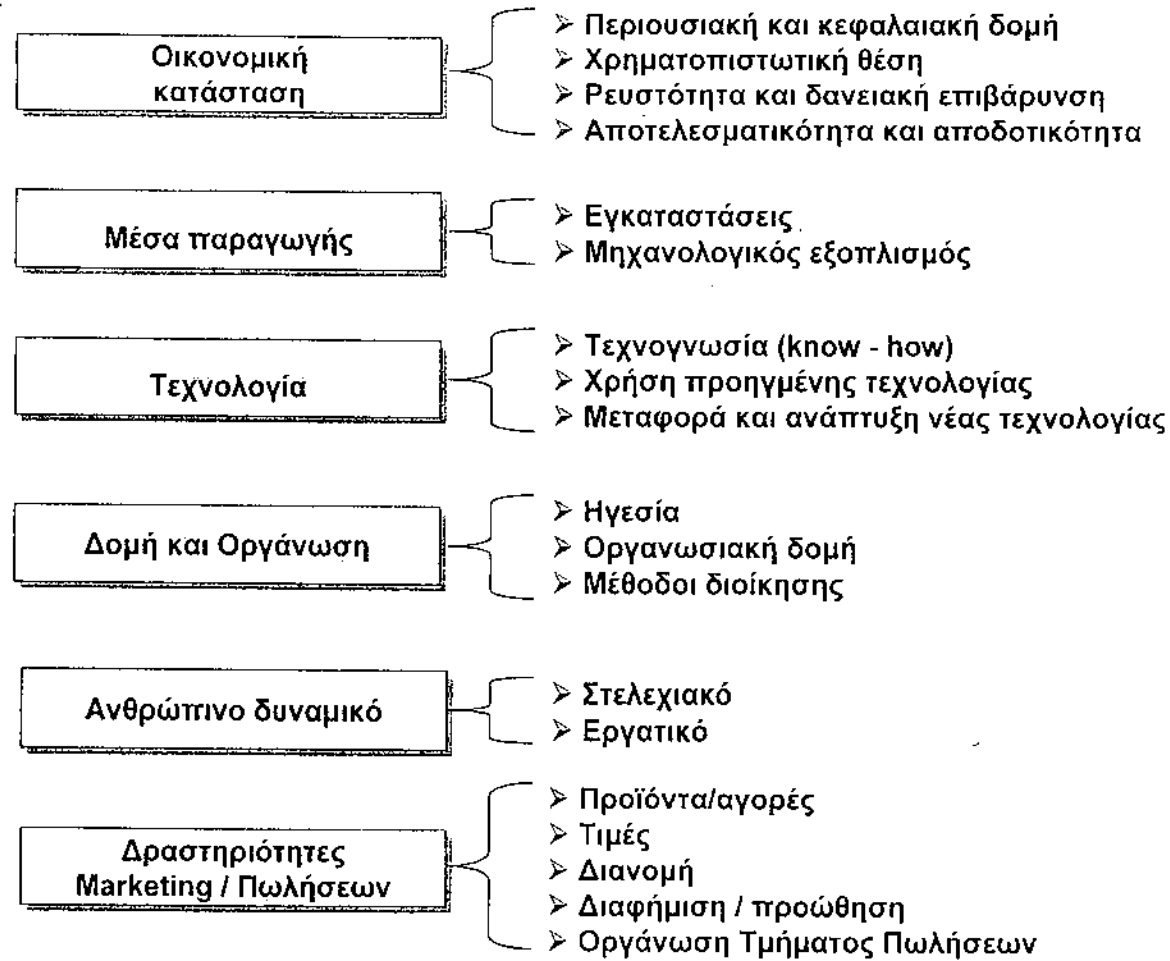 Οικονομική
κατάσταση
➢ Περιουσιακή και κεφαλαιακή δομή
➢ Χρηματοπιστωτική θέση
➢ Ρευστότητα και δανειακή επιβάρυνση
➢ Αποτελεσματικότητα και αποδοτικότητα
Μέσα παραγωγής
➢ Εγκαταστάσεις
➢ Μηχανολογικός εξοπλισμός
Τεχνολογία
➢ Τεχνογνωσία (know - how)
➢ Χρήση προηγμένης τεχνολογίας
➢ Μεταφορά και ανάπτυξη νέας τεχνολογίας
Δομή και Οργάνωση
➢ Ηγεσία
➢ Οργανωσιακή δομή
➢ Μέθοδοι διοίκησης
Ανθρώπινο δυναμικό
➢ Στελεχιακό
➢ Εργατικό
Δραστηριότητες
Marketing / Πωλήσεων
➢ Προϊόντα/αγορές
➢ Τιμές
➢ Διανομή
➢ Διαφήμιση / προώθηση
➢ Οργάνωση Τμήματος Πωλήσεων